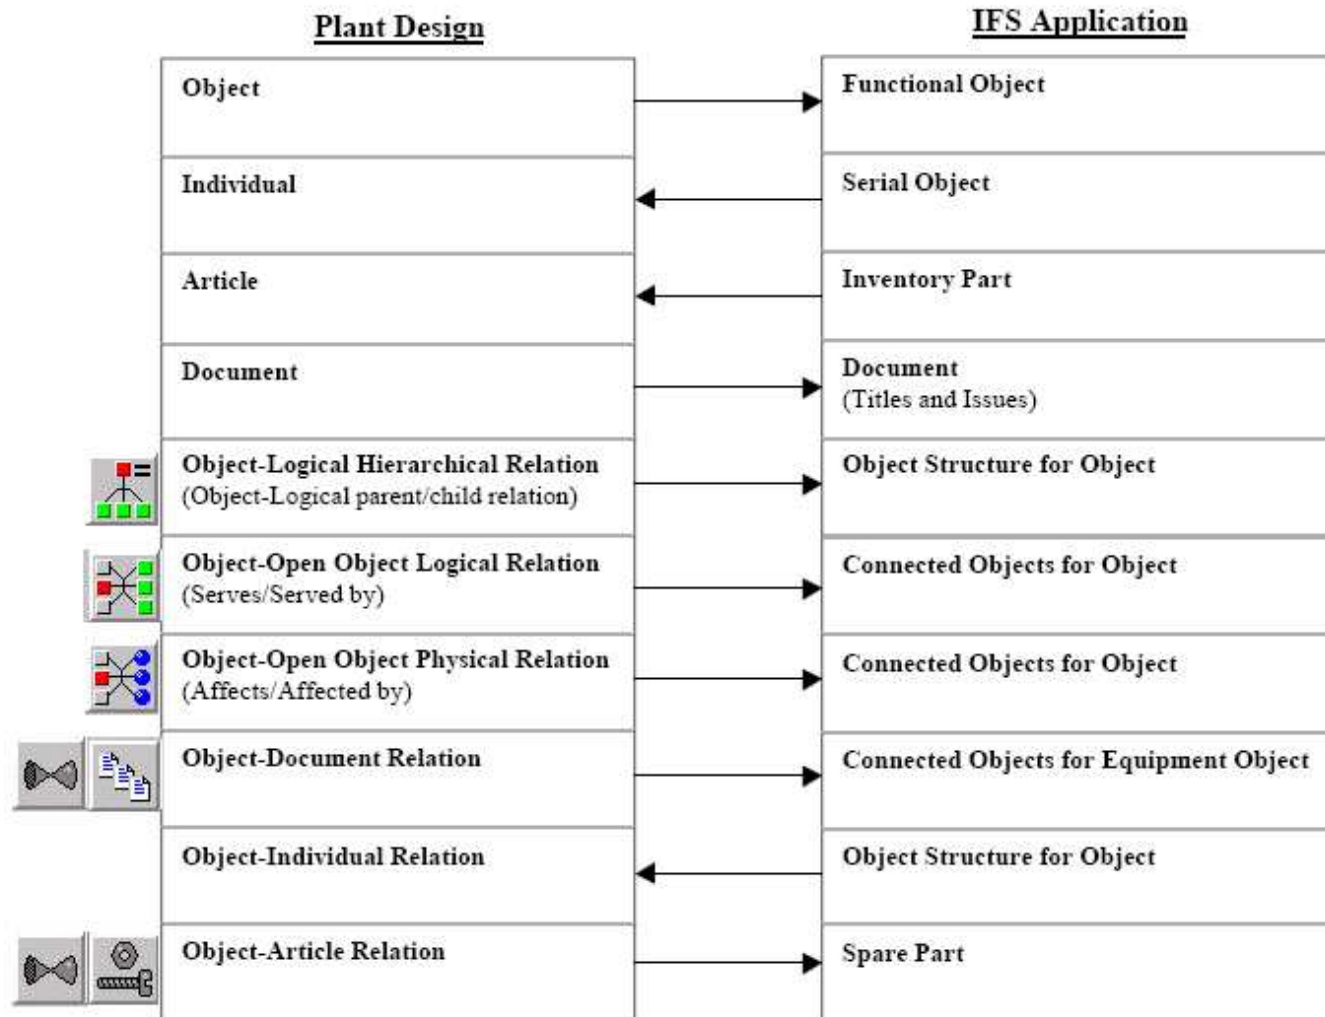 Plant Design
IFS Application
Object
Functional Object
Individual
Serial Object
Article
Inventory Part
Document
Document
(Titles and Issues)
Object-Logical Hierarchical Relation
(Object-Logical parent/child relation)
Object Structure for Object
Object-Open Object Logical Relation
(Serves/Served by)
Connected Objects for Object
Object-Open Object Physical Relation
(Affects/Affected by)
Connected Objects for Object
Object-Document Relation
Connected Objects for Equipment Object
Object-Individual Relation
Object Structure for Object
Object-Article Relation
Spare Part